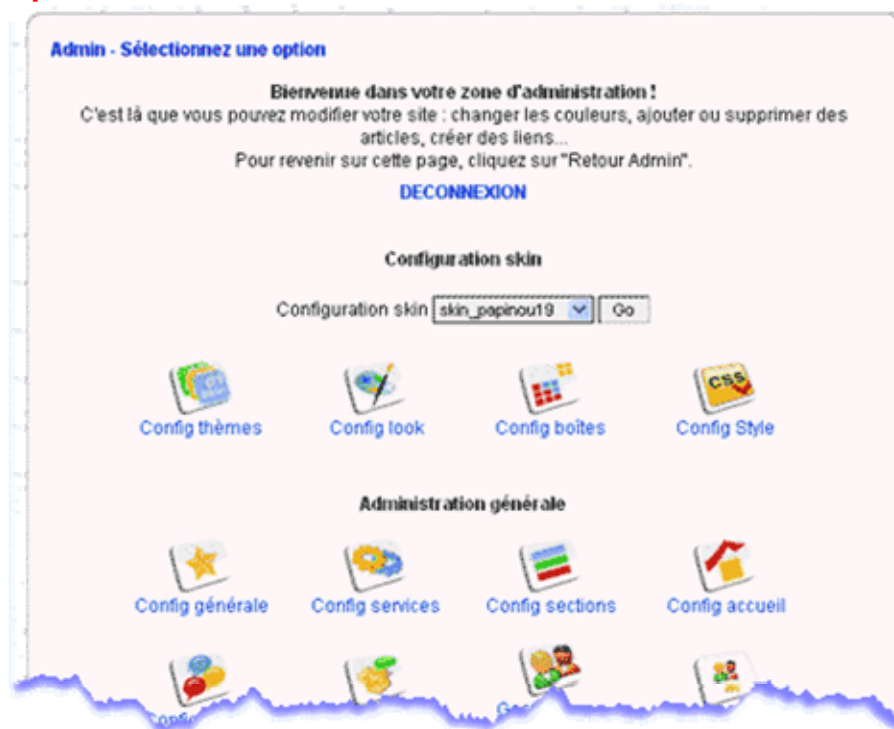 Admin - Sélectionnez une option
Bienvenue dans votre zone d'administration !
C'est là que vous pouvez modifier votre site : changer les couleurs, ajouter ou supprimer des
articles, créer des liens...
Pour revenir sur cette page, cliquez sur "Retour Admin".
DECONNEXION
Configuration skin
Configuration skin skin_papinou19 Go
CSS
Config thèmes Config look Config boîtes Config Style
Administration générale
Config générale Config services Config sections Config accueil